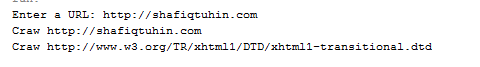 Enter a URL: http://shafiqtuhin.com
Craw http://shafiqtuhin.com
Craw http://www.w3.org/TR/xhtml1/DTD/xhtml1-transitional.dtd